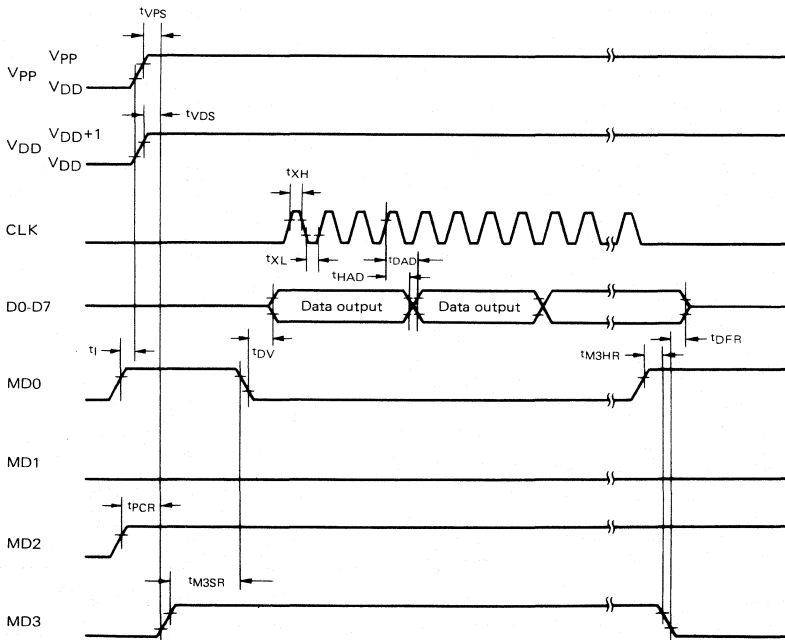 tVPS
VPP
VPP
VDD
tVDS
VDD+1
VDD
VDD
tXH
CLK
tXL
tDAD
tHAD
D0-D7
Data output
Data output
tI
tDV
tM3HR
tDFR
MD0
MD1
tPCR
MD2
tM3SR
MD3